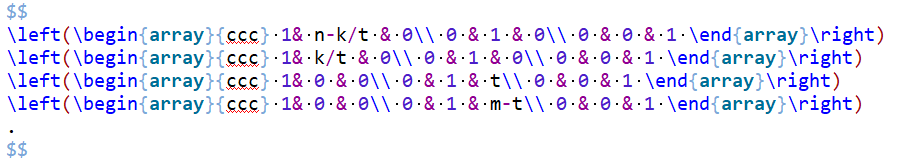 $$
\left(\begin{array}{ccc} 1& n-k/t & 0\\ 0 & 1 & 0\\ 0 & 0 & 1 \end{array}\right)
\left(\begin{array}{ccc} 1& k/t & 0\\ 0 & 1 & 0\\ 0 & 0 & 1 \end{array}\right)
\left(\begin{array}{ccc} 1& 0 & 0\\ 0 & 1 & t\\ 0 & 0 & 1 \end{array}\right)
\left(\begin{array}{ccc} 1& 0 & 0\\ 0 & 1 & m-t\\ 0 & 0 & 1 \end{array}\right)
.
$$